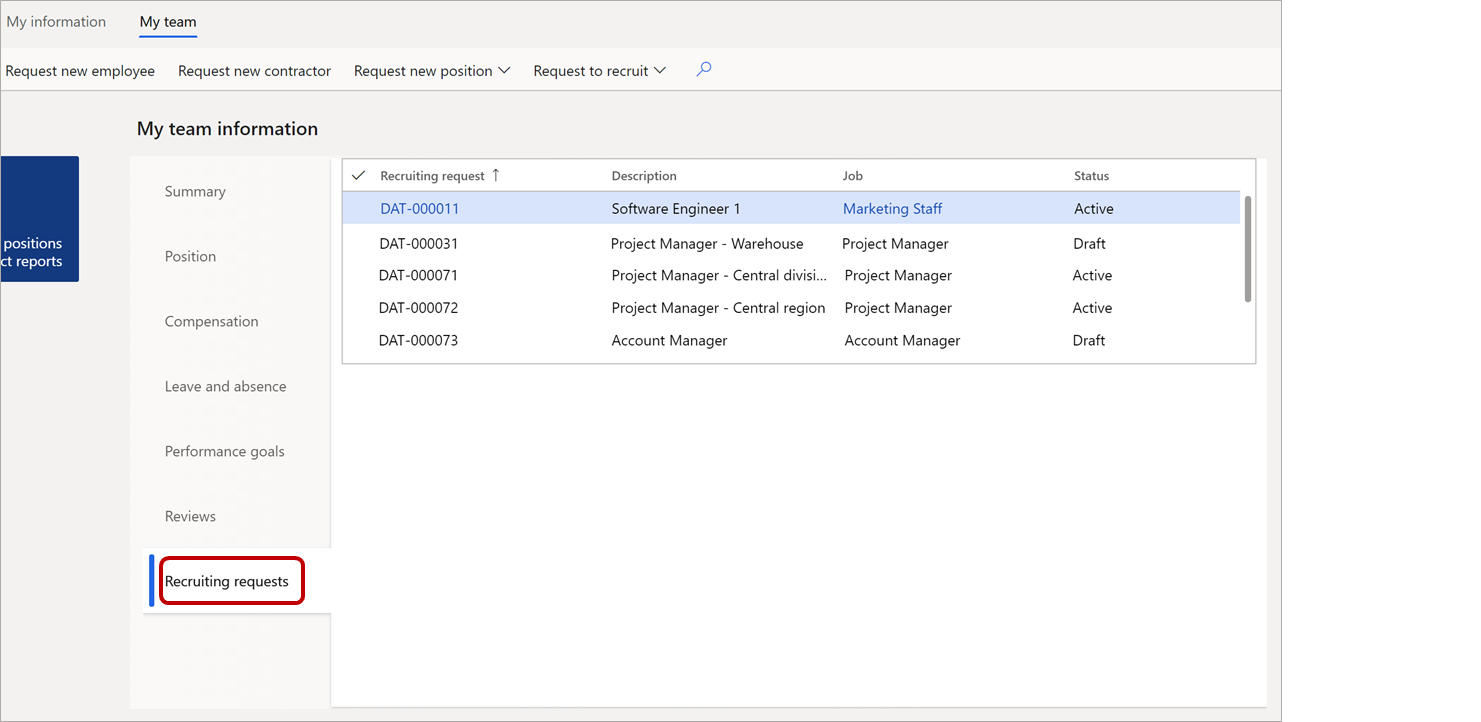 My information My team
Request new employee Request new contractor Request new position Request to recruit
My team information
positions
ct reports
Summary
Position
Compensation
Leave and absence
Performance goals
Reviews
Recruiting requests
Recruiting request Description Job Status
DAT-000011 Software Engineer 1 Marketing Staff Active
DAT-000031 Project Manager - Warehouse Project Manager Draft
DAT-000071 Project Manager - Central divisi... Project Manager Active
DAT-000072 Project Manager - Central region Project Manager Active
DAT-000073 Account Manager Account Manager Draft